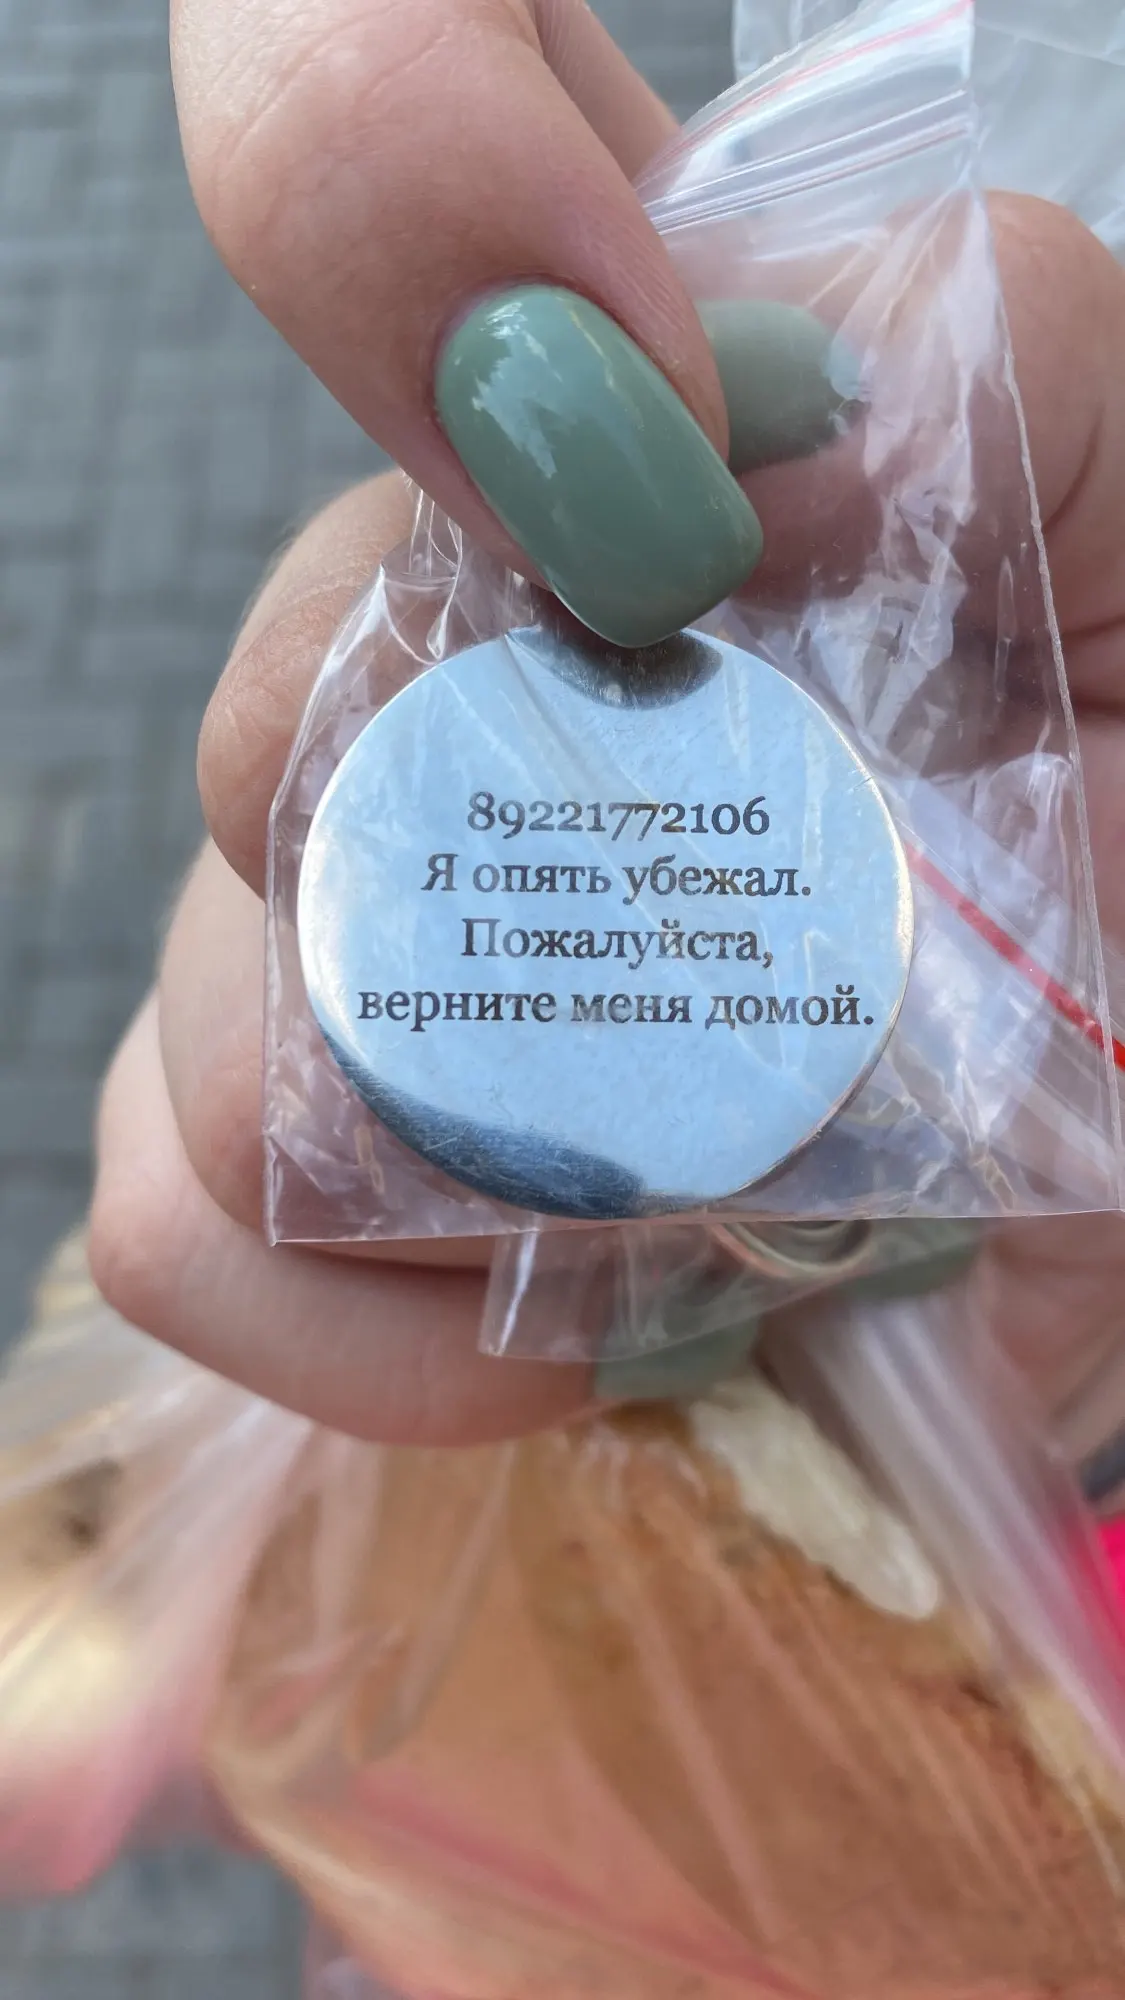 89221772106
Я опять убежал.
Пожалуйста,
верните меня домой.